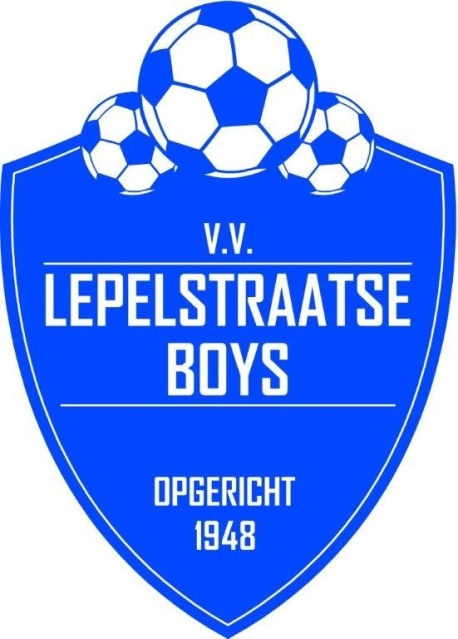 V.V.
LEPELSTRAATSE
BOYS
OPGERICHT
1948